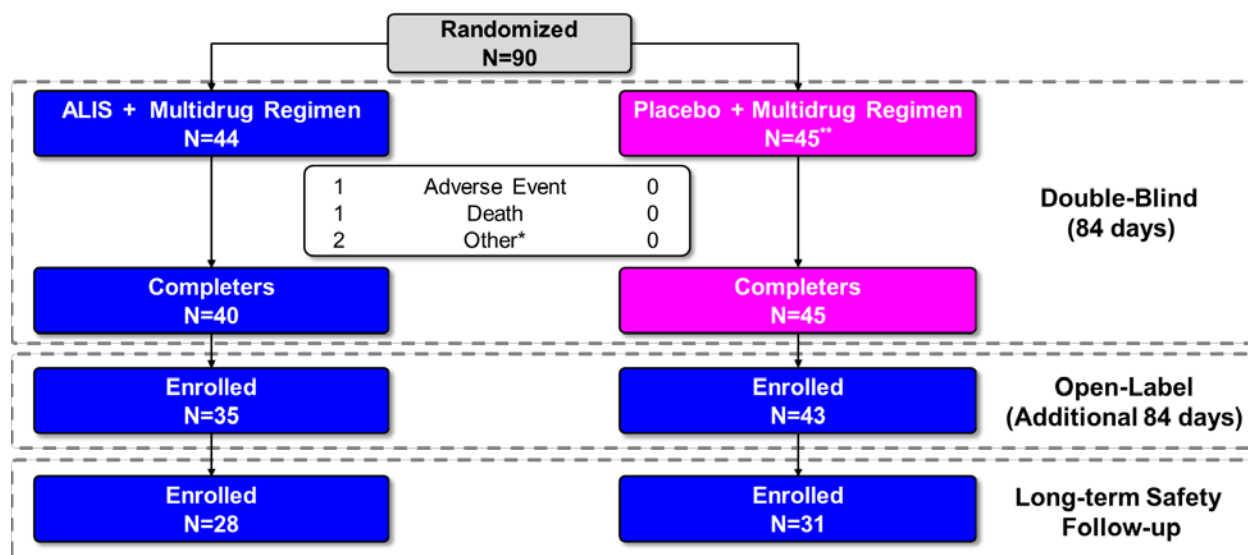 Randomized
N=90
ALIS + Multidrug Regimen
N=44
Placebo + Multidrug Regimen
N=45**
1 Adverse Event 0
1 Death 0
2 Other* 0
Double-Blind
(84 days)
Completers
N=40
Completers
N=45
Enrolled
N=35
Enrolled
N=43
Open-Label
(Additional 84 days)
Enrolled
N=28
Enrolled
N=31
Long-term Safety
Follow-up